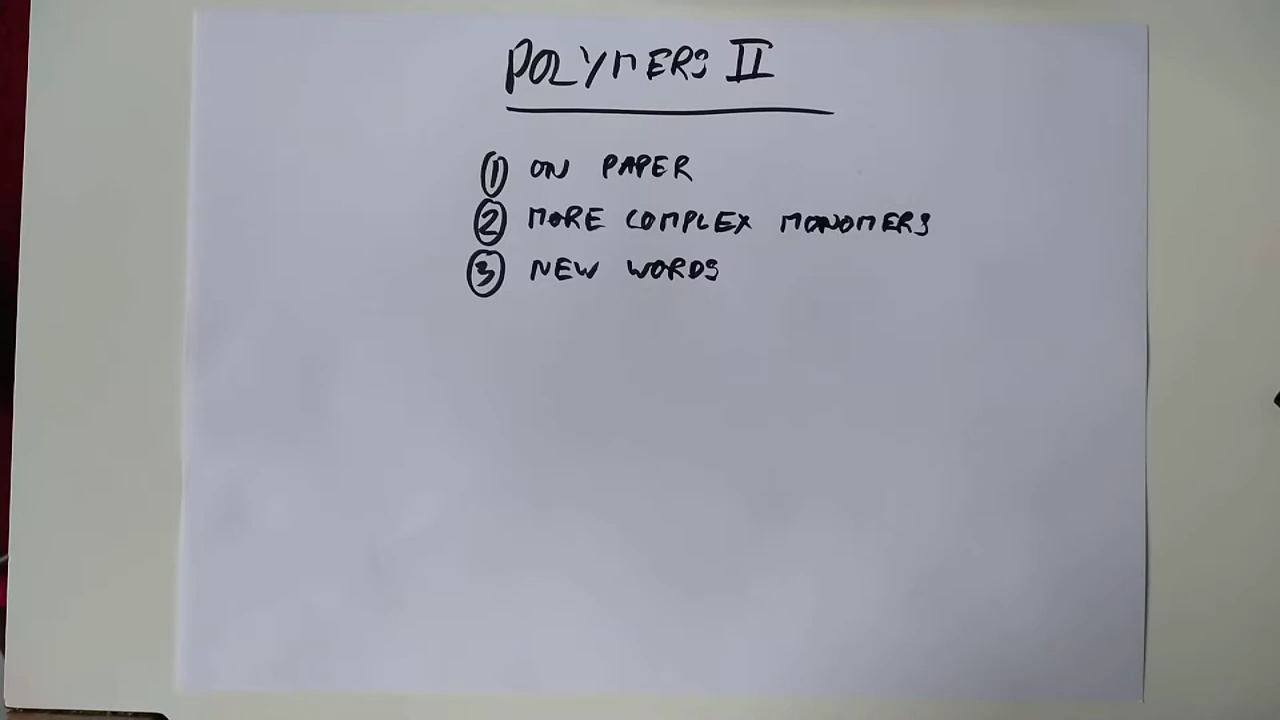 POLYMERS II
① ON PAPER
② MORE COMPLEX MONOMERS
③ NEW WORDS